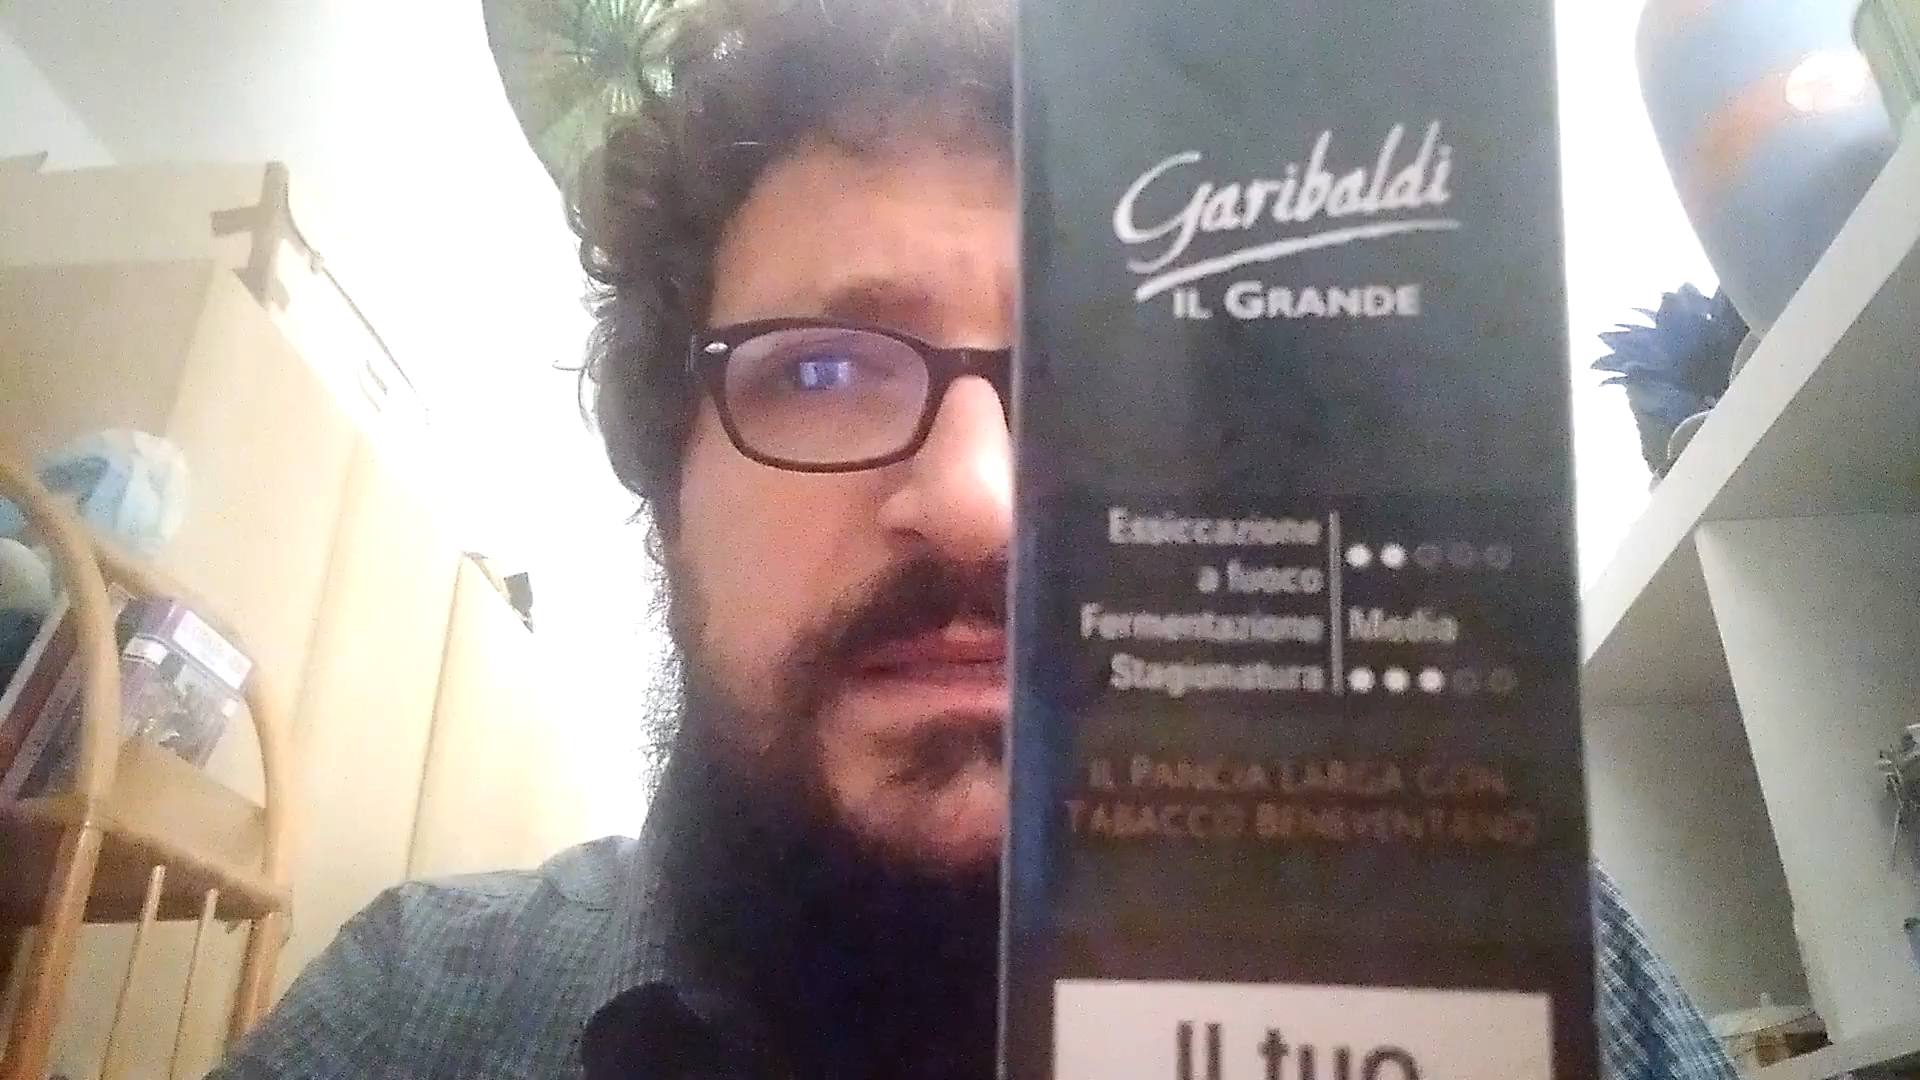 Garibaldi
IL GRANDE
Essiccazione
a fuoco
Fermentazione Media
Stagionatura
IL PANCIA LARGA CON
TABACCO BENEVENTANO
Il tuo